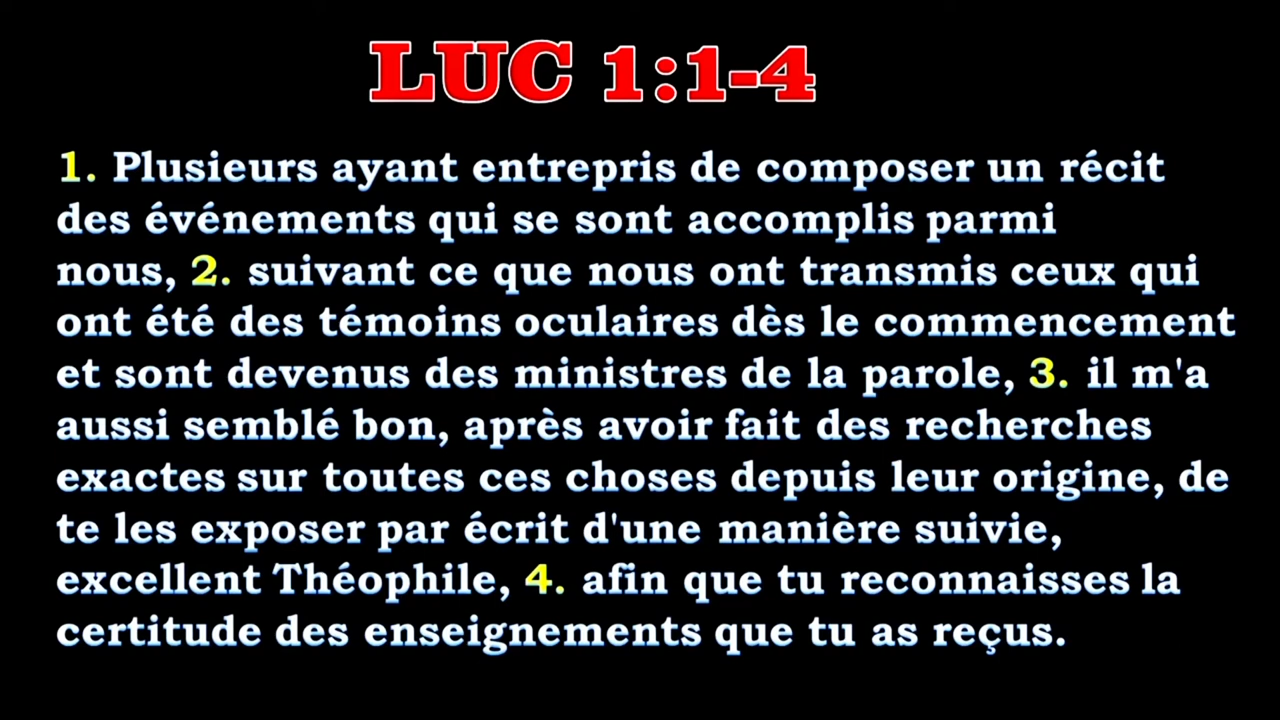 LUC 1:1-4
1. Plusieurs ayant entrepris de composer un récit
des événements qui se sont accomplis parmi
nous, 2. suivant ce que nous ont transmis ceux qui
ont été des témoins oculaires dès le commencement
et sont devenus des ministres de la parole, 3. il m'a
aussi semblé bon, après avoir fait des recherches
exactes sur toutes ces choses depuis leur origine, de
te les exposer par écrit d'une manière suivie,
excellent Théophile, 4. afin que tu reconnaisses la
certitude des enseignements que tu as reçus.